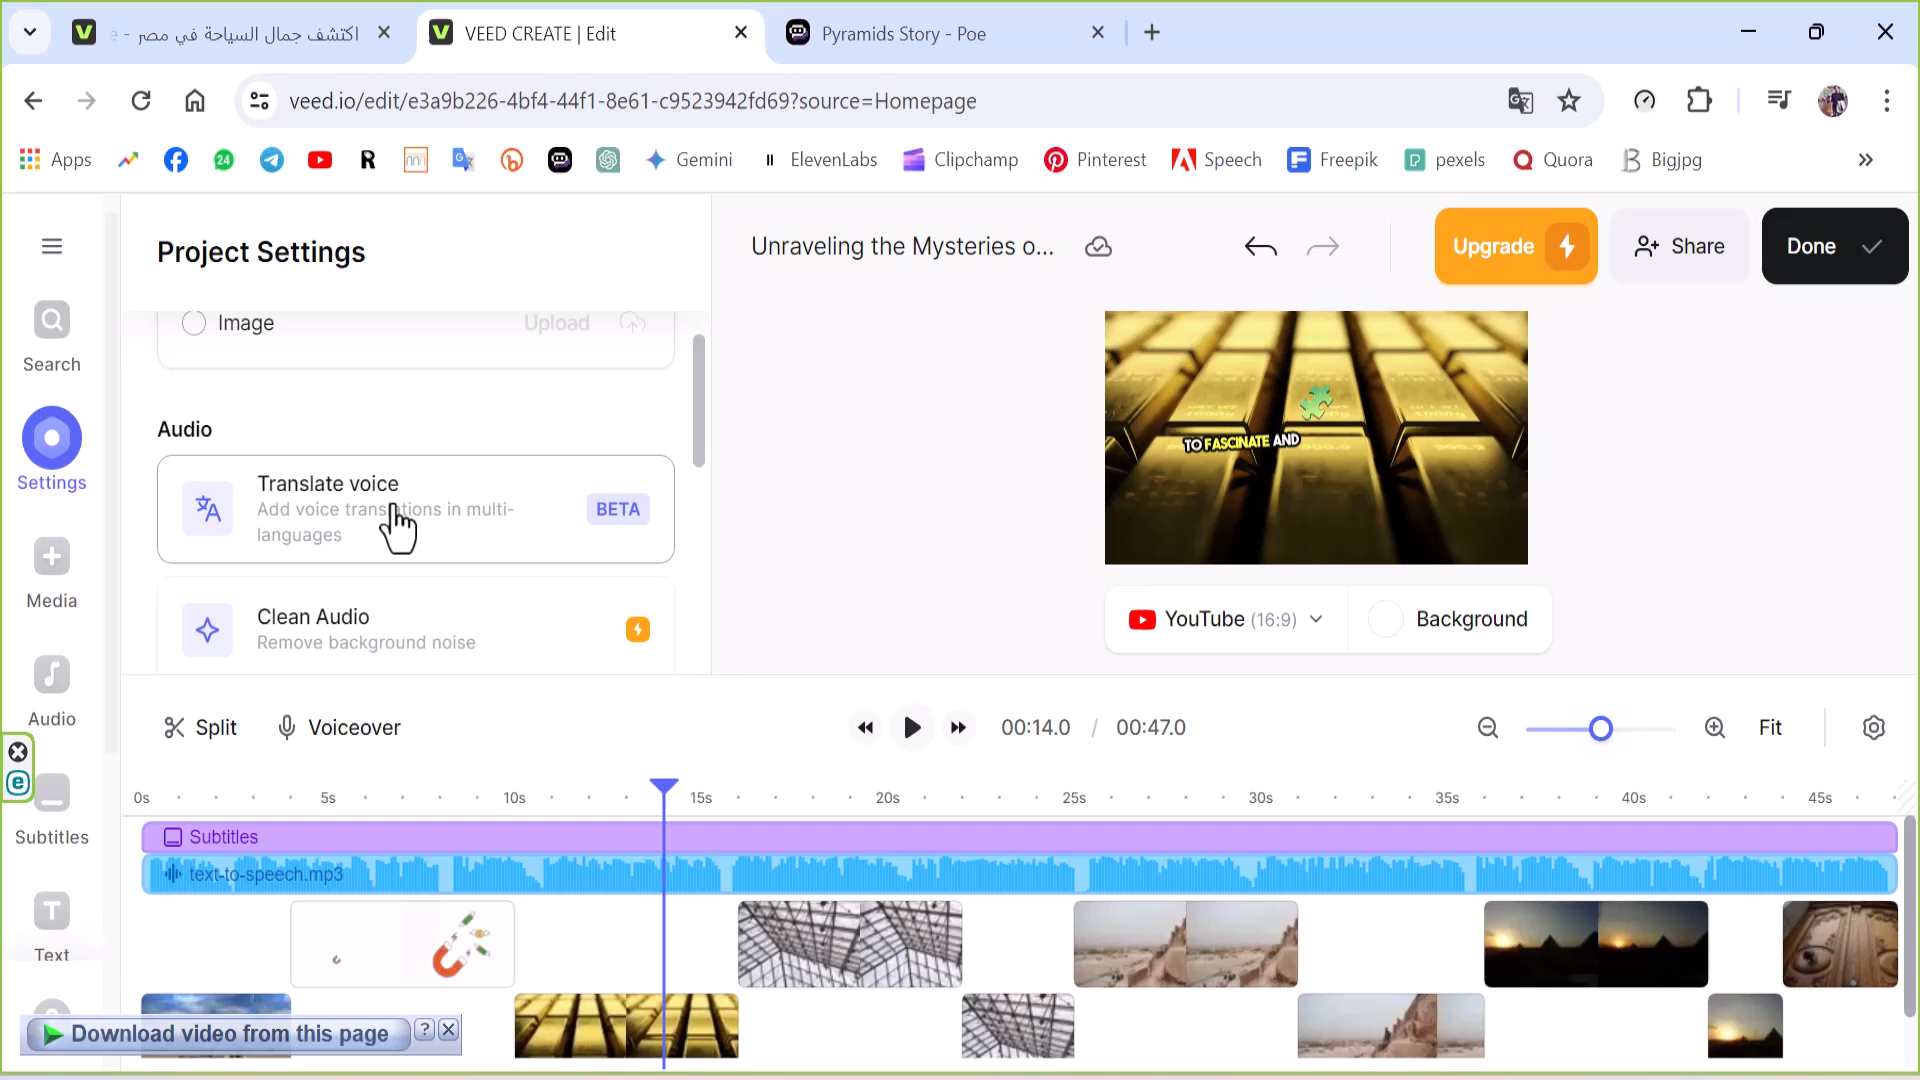 اكتشف جمال السياحة في مصر - e
VEED CREATE | Edit
Pyramids Story - Poe
veed.io/edit/e3a9b226-4bf4-44f1-8e61-c9523942fd69?source=Homepage
Apps
24
R
Gemini
ElevenLabs
Clipchamp
Pinterest
Speech
Freepik
pexels
Quora
Bigjpg
Project Settings
Unraveling the Mysteries o...
Upgrade
Share
Done
Search
Settings
Media
Audio
Subtitles
Text
Image
Upload
Audio
Translate voice
Add voice translations in multi-
languages
BETA
Clean Audio
Remove background noise
TO FASCINATE AND
YouTube (16:9)
Background
Split
Voiceover
00:14.0 / 00:47.0
Fit
0s 5s 10s 15s 20s 25s 30s 35s 40s 45s
Subtitles
text-to-speech.mp3
Download video from this page